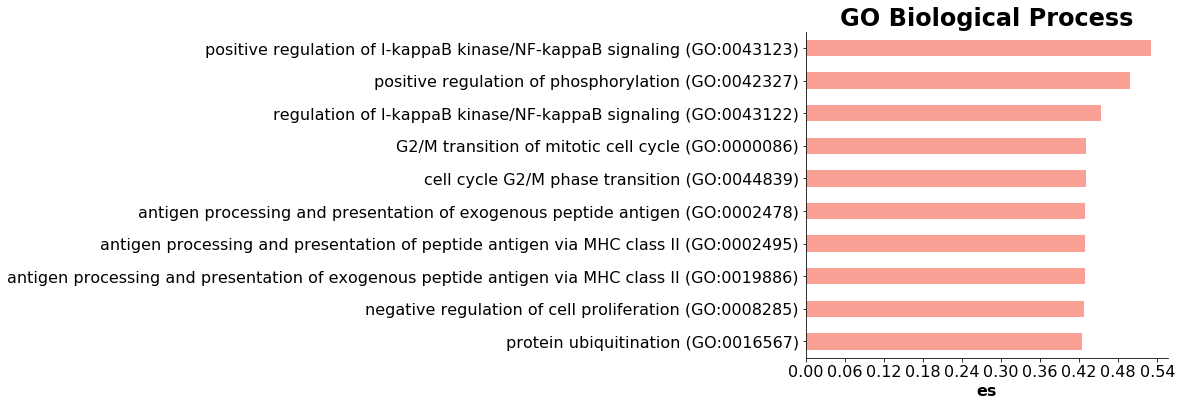 GO Biological Process
positive regulation of I-kappaB kinase/NF-kappaB signaling (GO:0043123)
positive regulation of phosphorylation (GO:0042327)
regulation of I-kappaB kinase/NF-kappaB signaling (GO:0043122)
G2/M transition of mitotic cell cycle (GO:0000086)
cell cycle G2/M phase transition (GO:0044839)
antigen processing and presentation of exogenous peptide antigen (GO:0002478)
antigen processing and presentation of peptide antigen via MHC class II (GO:0002495)
antigen processing and presentation of exogenous peptide antigen via MHC class II (GO:0019886)
negative regulation of cell proliferation (GO:0008285)
protein ubiquitination (GO:0016567)
0.00 0.06 0.12 0.18 0.24 0.30 0.36 0.42 0.48 0.54
es